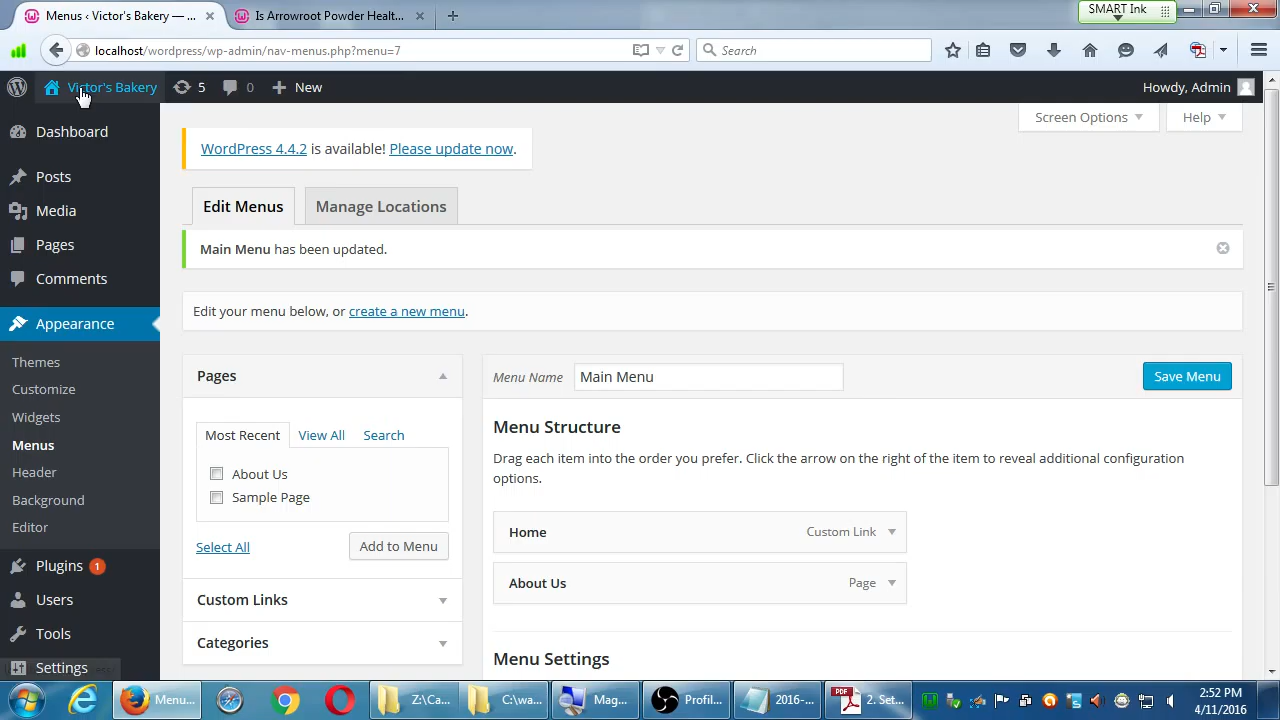 Menus ‹ Victor's Bakery — ...
Is Arrowroot Powder Health...
SMART Ink
localhost/wordpress/wp-admin/nav-menus.php?menu=7
Search
Victor's Bakery
5
0
New
Howdy, Admin
Screen Options
Help
Dashboard
Posts
Media
Pages
Comments
Appearance
Themes
Customize
Widgets
Menus
Header
Background
Editor
Plugins 1
Users
Tools
Settings
WordPress 4.4.2 is available! Please update now.
Edit Menus
Manage Locations
Main Menu has been updated.
Edit your menu below, or create a new menu.
Pages
Most Recent
View All
Search
About Us
Sample Page
Select All
Add to Menu
Custom Links
Categories
Menu Name
Main Menu
Save Menu
Menu Structure
Drag each item into the order you prefer. Click the arrow on the right of the item to reveal additional configuration
options.
Home
Custom Link
About Us
Page
Menu Settings
Menu...
Z:\Ca...
C:\wa...
Mag...
Profil...
2016-...
PDF
2. Set...
2:52 PM
4/11/2016